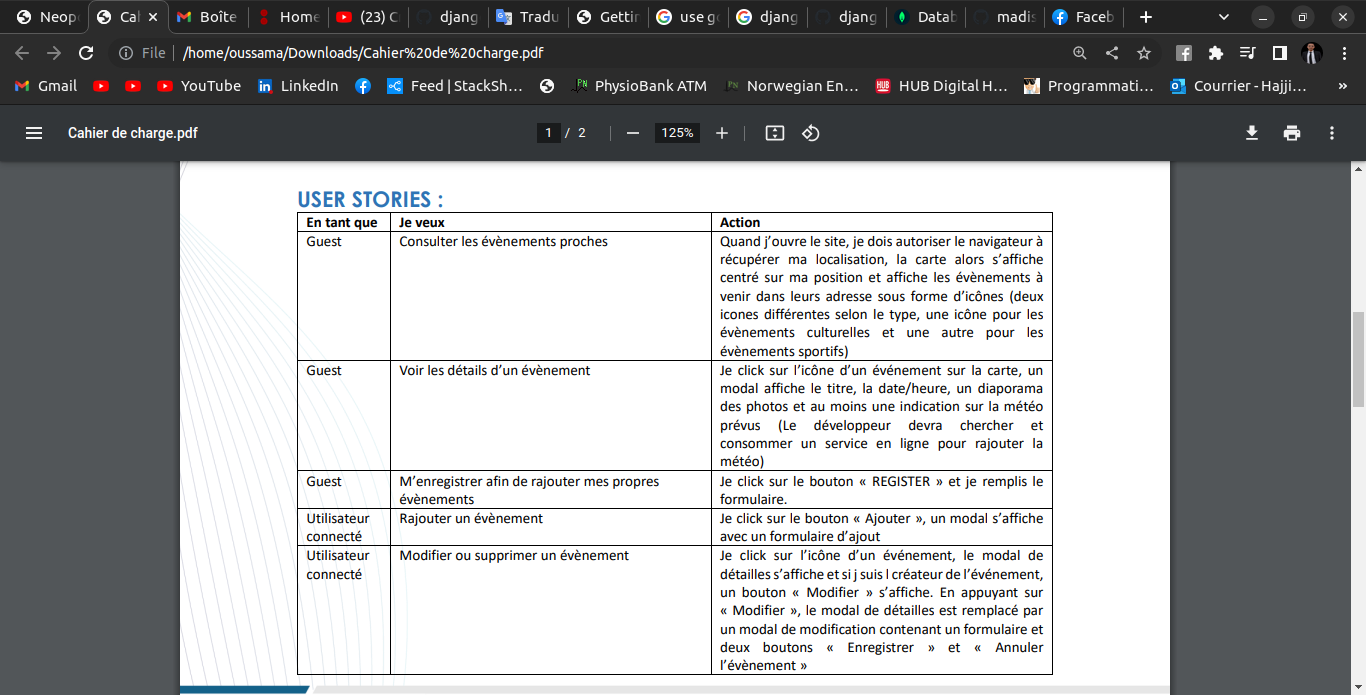 Neop
Cal
Boîte
Home
(23) C
djang
Tradu
Gettir
use g
djang
djang
Datab
madis
Faceb
File
/home/oussama/Downloads/Cahier%20de%20charge.pdf
Gmail
YouTube
LinkedIn
Feed | StackSh...
PhysioBank ATM
Norwegian En...
HUB Digital H...
Programmati...
Courrier - Hajji...
»
Cahier de charge.pdf
1 / 2
125%
USER STORIES :
En tant que Je veux Action
Guest Consulter les évènements proches Quand j’ouvre le site, je dois autoriser le navigateur à
récupérer ma localisation, la carte alors s’affiche
centré sur ma position et affiche les évènements à
venir dans leurs adresse sous forme d’icônes (deux
icones différentes selon le type, une icône pour les
évènements culturelles et une autre pour les
évènements sportifs)
Guest Voir les détails d’un évènement Je click sur l’icône d’un événement sur la carte, un
modal affiche le titre, la date/heure, un diaporama
des photos et au moins une indication sur la météo
prévus (Le développeur devra chercher et
consommer un service en ligne pour rajouter la
météo)
Guest M’enregistrer afin de rajouter mes propres
évènements
Je click sur le bouton « REGISTER » et je remplis le
formulaire.
Utilisateur
connecté
Rajouter un évènement Je click sur le bouton « Ajouter », un modal s’affiche
avec un formulaire d’ajout
Utilisateur
connecté
Modifier ou supprimer un évènement Je click sur l’icône d’un événement, le modal de
détailles s’affiche et si j suis l créateur de l’événement,
un bouton « Modifier » s’affiche. En appuyant sur
« Modifier », le modal de détailles est remplacé par
un modal de modification contenant un formulaire et
deux boutons « Enregistrer » et « Annuler
l’évènement »